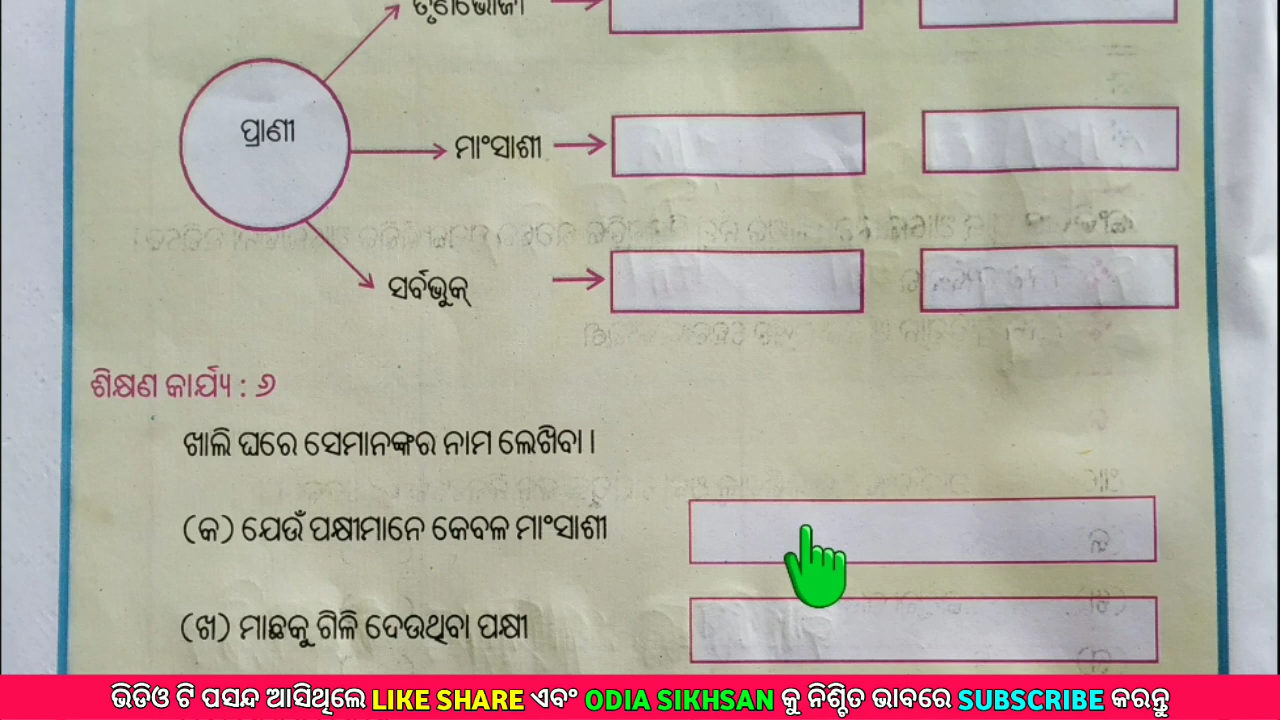 ତୃଣଭୋଜୀ
ପ୍ରାଣୀ
ମାଂସାଶୀ
ସର୍ବଭୁକ୍
ଶିକ୍ଷଣ କାର୍ଯ୍ୟ : ୬
ଖାଲି ଘରେ ସେମାନଙ୍କର ନାମ ଲେଖିବା ।
(କ) ଯେଉଁ ପକ୍ଷୀମାନେ କେବଳ ମାଂସାଶୀ
(ଖ) ମାଛକୁ ଗିଳି ଦେଉଥିବା ପକ୍ଷୀ
ଭିଡିଓ ଟି ପସନ୍ଦ ଆସିଥିଲେ LIKE SHARE ଏବଂ ODIA SIKHSAN କୁ ନିଶ୍ଚିତ ଭାବରେ SUBSCRIBE କରନ୍ତୁ